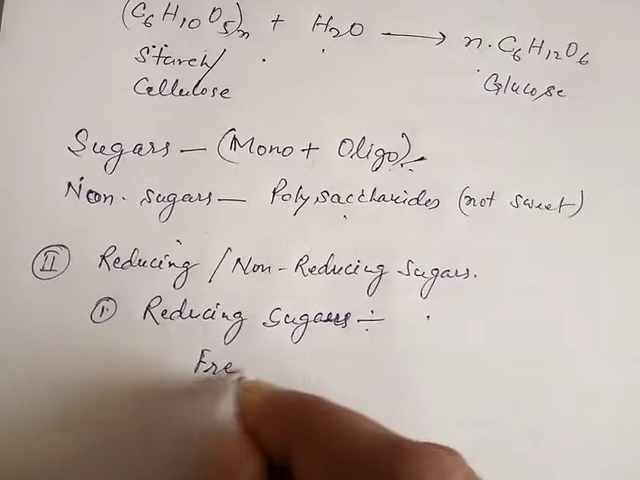 (C6H10O5)n + H2O ⟶ n.C6H12O6
Starch/ Glucose
Cellulose
Sugars — (Mono + Oligo)
Non-sugars — Polysaccharides (not sweet)
II Reducing / Non-Reducing Sugars.
1 Reducing Sugars ÷
Fre